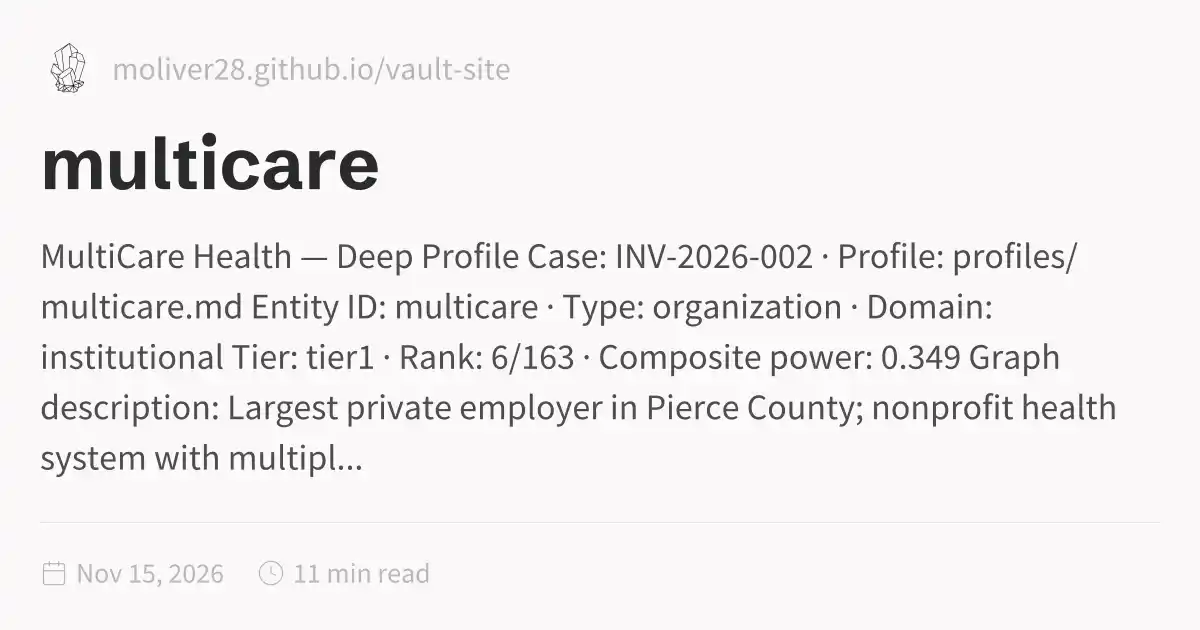 moliver28.github.io/vault-site
multicare
MultiCare Health — Deep Profile Case: INV-2026-002 · Profile: profiles/
multicare.md Entity ID: multicare · Type: organization · Domain:
institutional Tier: tier1 · Rank: 6/163 · Composite power: 0.349 Graph
description: Largest private employer in Pierce County; nonprofit health
system with multipl...
Nov 15, 2026 11 min read